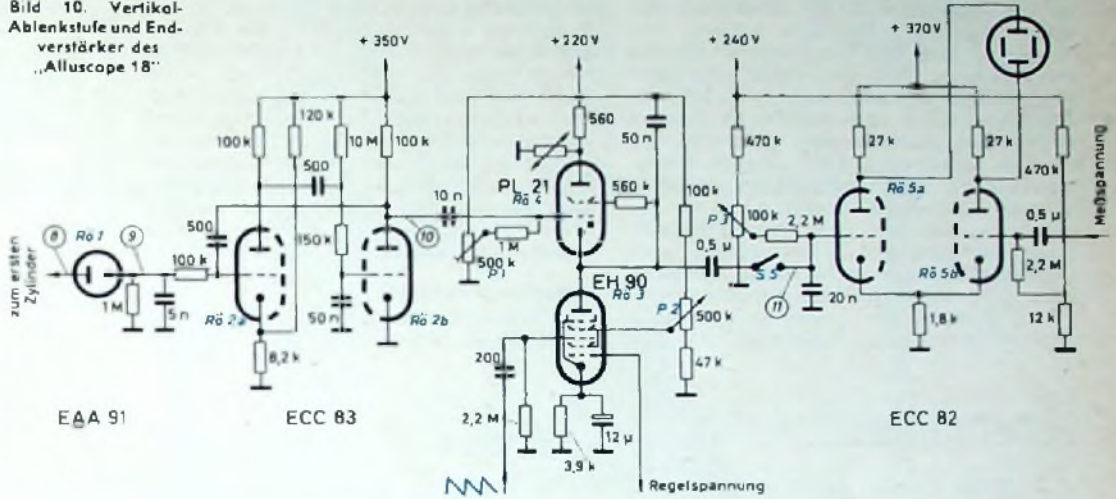 Bild 10. Vertikal-
Ablenkstufe und End-
verstärker des
„Alluscope 18"
+ 350 V
+ 220 V
+ 240 V
+ 370 V
100 k
120 k
10 M
100 k
500
500
150 k
50 n
8,2 k
zum ersten
Zylinder
8
Rö 1
9
1 M
5 n
100 k
Rö 2a
Rö 2b
10
10 n
500 k
P1
1 M
560
PL 21
Rö 4
560 k
50 n
100 k
EH 90
Rö 3
P 2
500 k
47 k
200
2,2 M
3,9 k
12 µ
Regelspannung
0,5 µ
470 k
P 3
100 k
2,2 M
S 5
11
20 n
27 k
27 k
Rö 5a
Rö 5b
1,8 k
470 k
0,5 µ
2,2 M
12 k
Meßspannung
EAA 91
ECC 83
ECC 82